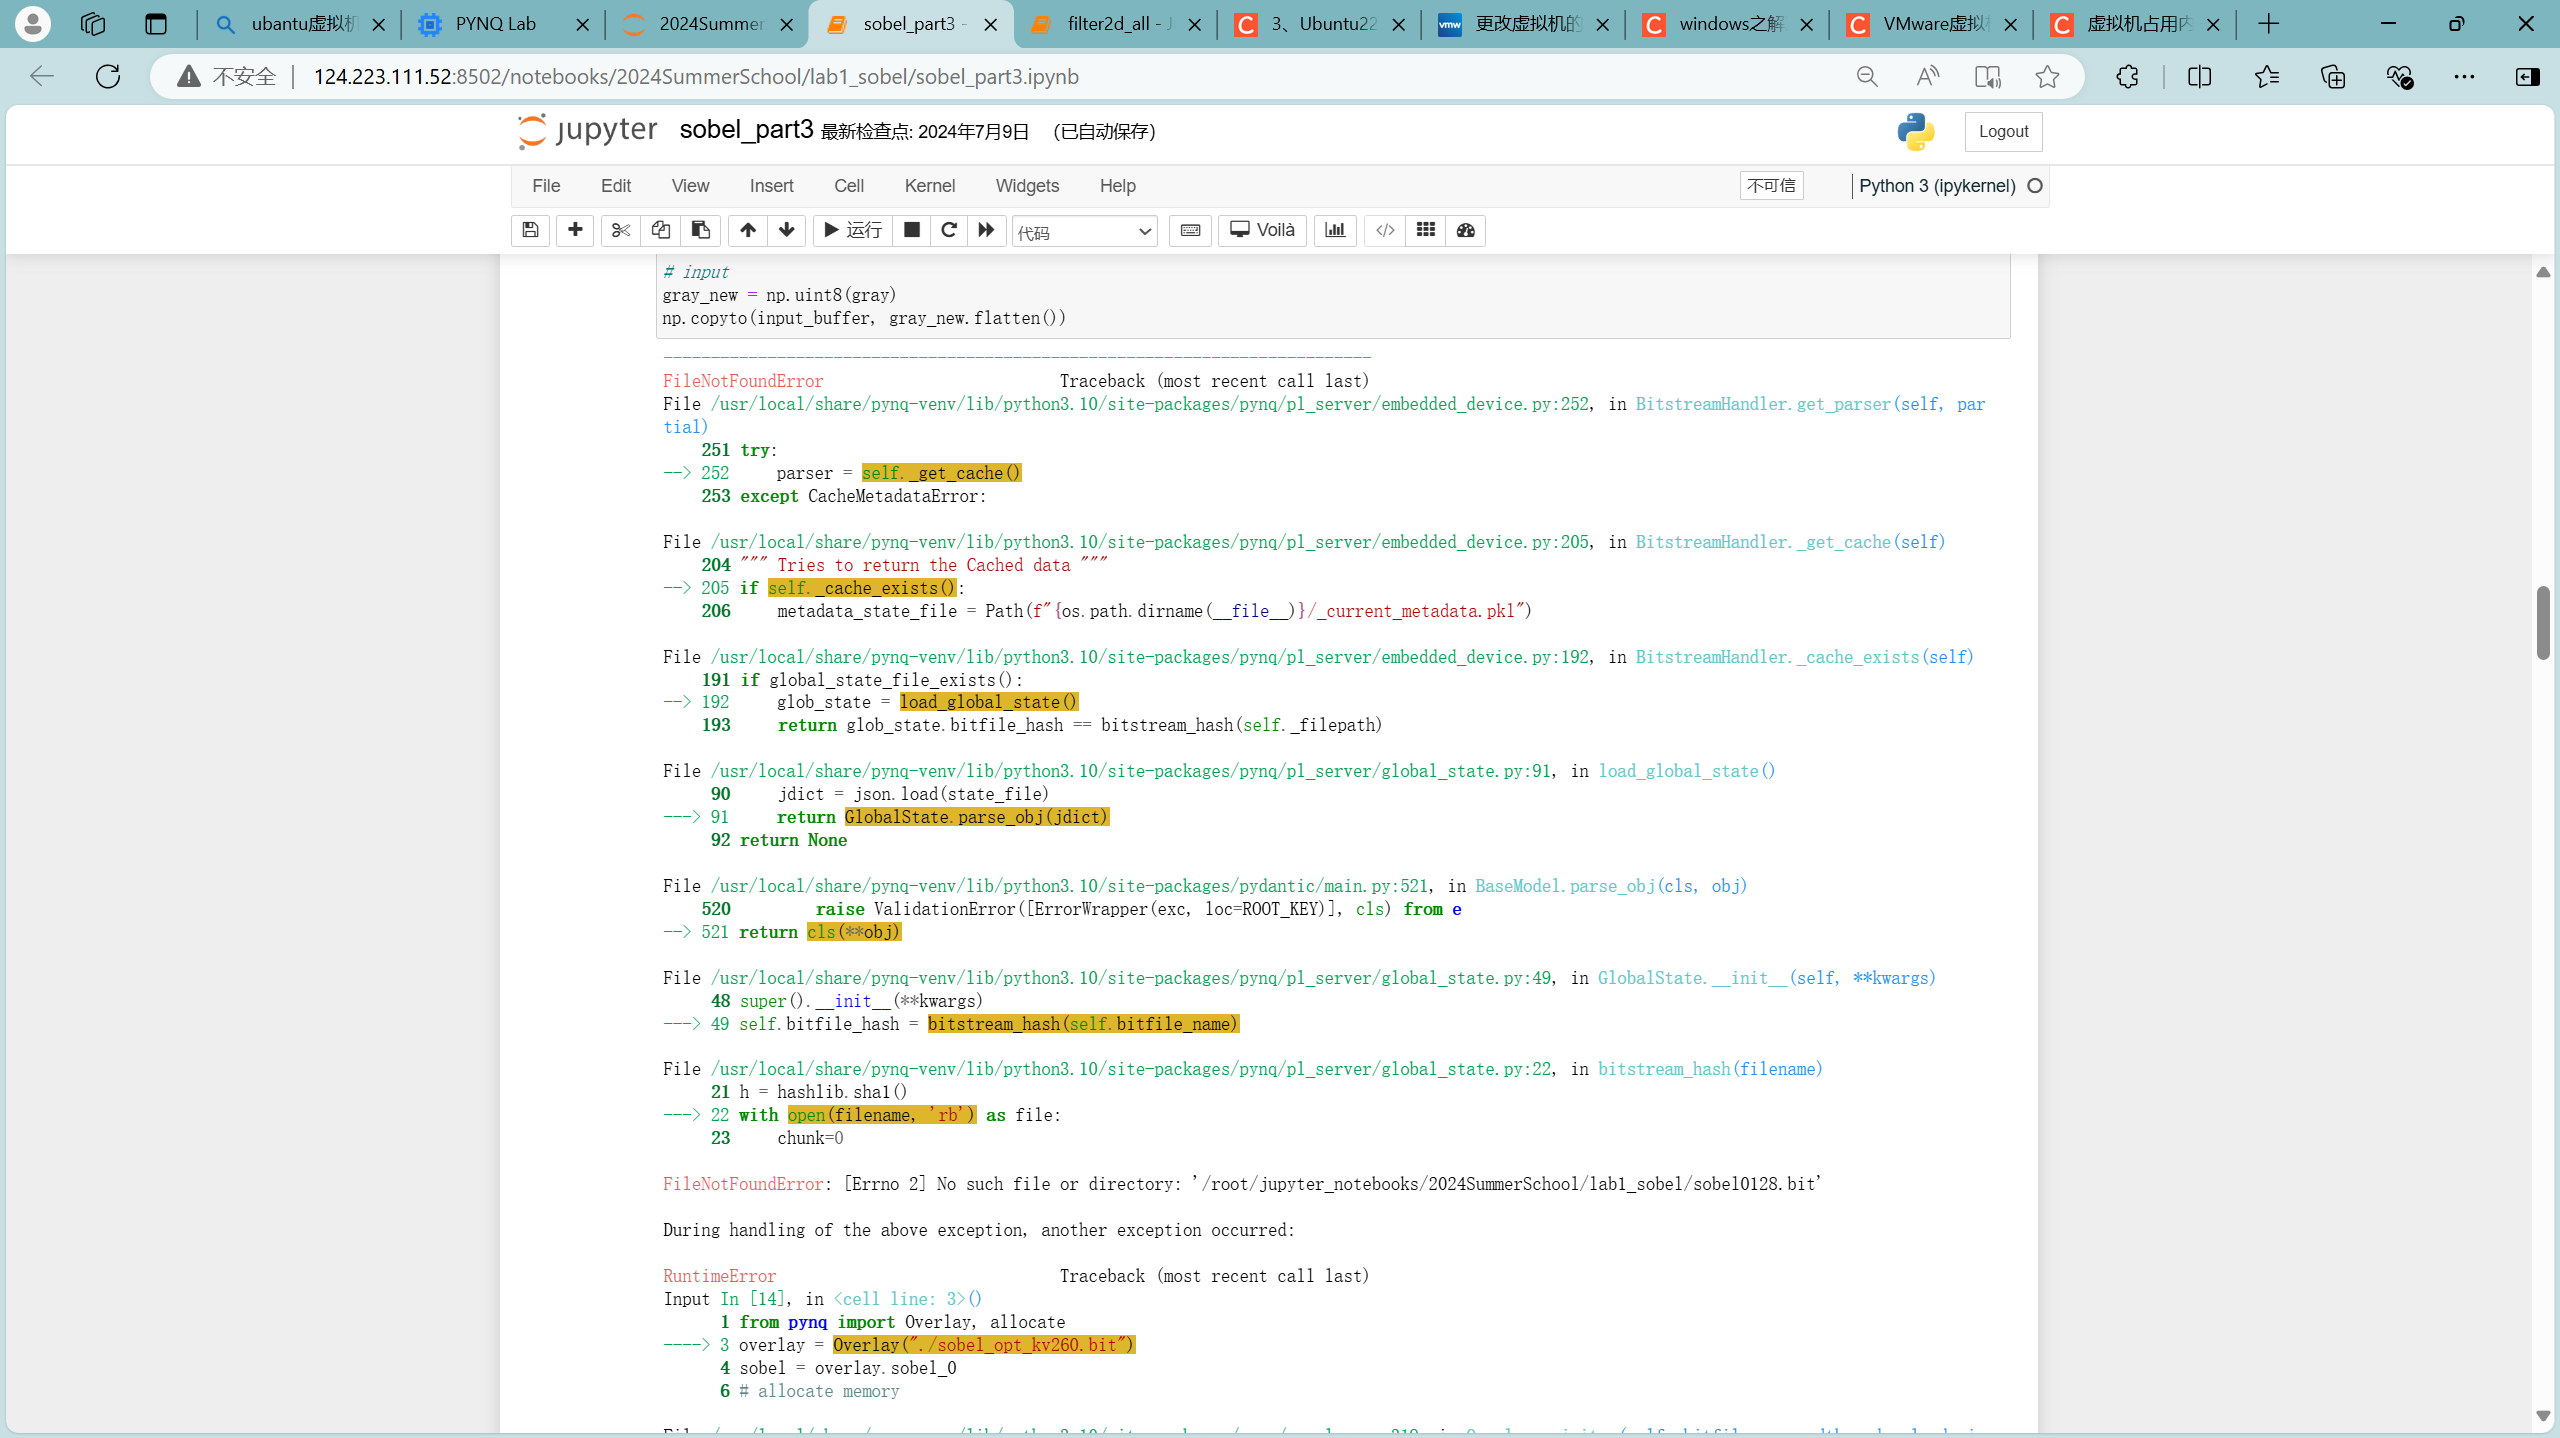 ubantu虚拟机
PYNQ Lab
2024Summer
sobel_part3 -
filter2d_all - J
3、Ubuntu22
更改虚拟机的
windows之解
VMware虚拟
虚拟机占用内
不安全 124.223.111.52:8502/notebooks/2024SummerSchool/lab1_sobel/sobel_part3.ipynb
jupyter sobel_part3 最新检查点: 2024年7月9日 (已自动保存)
Logout
File Edit View Insert Cell Kernel Widgets Help 不可信 Python 3 (ipykernel)
运行 代码 Voilà
# input
gray_new = np.uint8(gray)
np.copyto(input_buffer, gray_new.flatten())
---------------------------------------------------------------------------
FileNotFoundError Traceback (most recent call last)
File /usr/local/share/pynq-venv/lib/python3.10/site-packages/pynq/pl_server/embedded_device.py:252, in BitstreamHandler.get_parser(self, par
tial)
251 try:
--> 252 parser = self._get_cache()
253 except CacheMetadataError:
File /usr/local/share/pynq-venv/lib/python3.10/site-packages/pynq/pl_server/embedded_device.py:205, in BitstreamHandler._get_cache(self)
204 """ Tries to return the Cached data """
--> 205 if self._cache_exists():
206 metadata_state_file = Path(f"{os.path.dirname(__file__)}/_current_metadata.pkl")
File /usr/local/share/pynq-venv/lib/python3.10/site-packages/pynq/pl_server/embedded_device.py:192, in BitstreamHandler._cache_exists(self)
191 if global_state_file_exists():
--> 192 glob_state = load_global_state()
193 return glob_state.bitfile_hash == bitstream_hash(self._filepath)
File /usr/local/share/pynq-venv/lib/python3.10/site-packages/pynq/pl_server/global_state.py:91, in load_global_state()
90 jdict = json.load(state_file)
---> 91 return GlobalState.parse_obj(jdict)
92 return None
File /usr/local/share/pynq-venv/lib/python3.10/site-packages/pydantic/main.py:521, in BaseModel.parse_obj(cls, obj)
520 raise ValidationError([ErrorWrapper(exc, loc=ROOT_KEY)], cls) from e
--> 521 return cls(**obj)
File /usr/local/share/pynq-venv/lib/python3.10/site-packages/pynq/pl_server/global_state.py:49, in GlobalState.__init__(self, **kwargs)
48 super().__init__(**kwargs)
---> 49 self.bitfile_hash = bitstream_hash(self.bitfile_name)
File /usr/local/share/pynq-venv/lib/python3.10/site-packages/pynq/pl_server/global_state.py:22, in bitstream_hash(filename)
21 h = hashlib.sha1()
---> 22 with open(filename, 'rb') as file:
23 chunk=0
FileNotFoundError: [Errno 2] No such file or directory: '/root/jupyter_notebooks/2024SummerSchool/lab1_sobel/sobel0128.bit'
During handling of the above exception, another exception occurred:
RuntimeError Traceback (most recent call last)
Input In [14], in <cell line: 3>()
1 from pynq import Overlay, allocate
----> 3 overlay = Overlay("./sobel_opt_kv260.bit")
4 sobel = overlay.sobel_0
6 # allocate memory